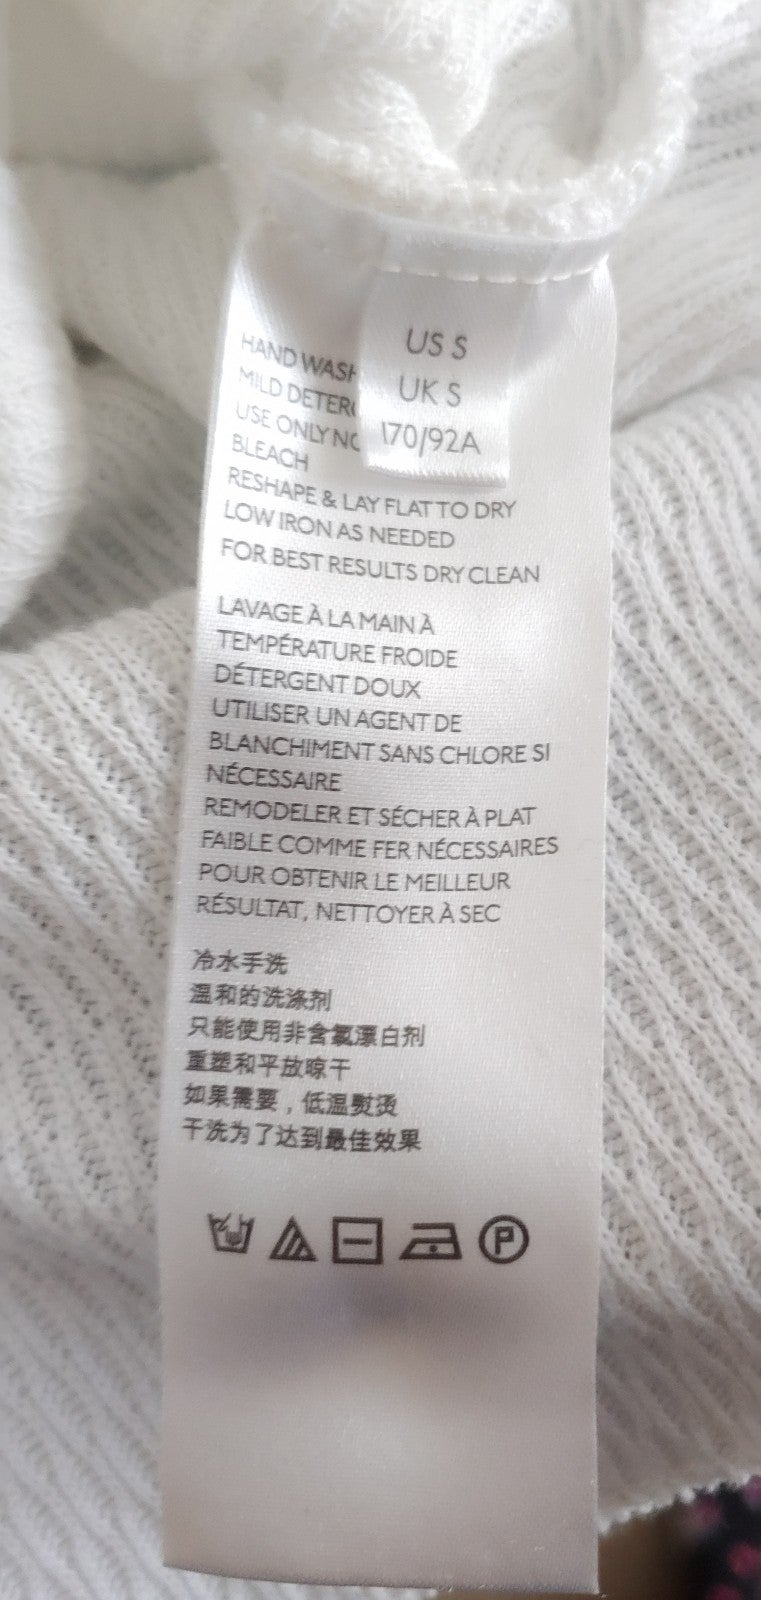 US S
UK S
170/92A
HAND WASH
MILD DETER
USE ONLY NO
BLEACH
RESHAPE & LAY FLAT TO DRY
LOW IRON AS NEEDED
FOR BEST RESULTS DRY CLEAN
LAVAGE À LA MAIN À
TEMPÉRATURE FROIDE
DÉTERGENT DOUX
UTILISER UN AGENT DE
BLANCHIMENT SANS CHLORE SI
NÉCESSAIRE
REMODELER ET SÉCHER À PLAT
FAIBLE COMME FER NÉCESSAIRES
POUR OBTENIR LE MEILLEUR
RÉSULTAT, NETTOYER À SEC
冷水手洗
温和的洗涤剂
只能使用非含氯漂白剂
重塑和平放晾干
如果需要，低温熨烫
干洗为了达到最佳效果
P